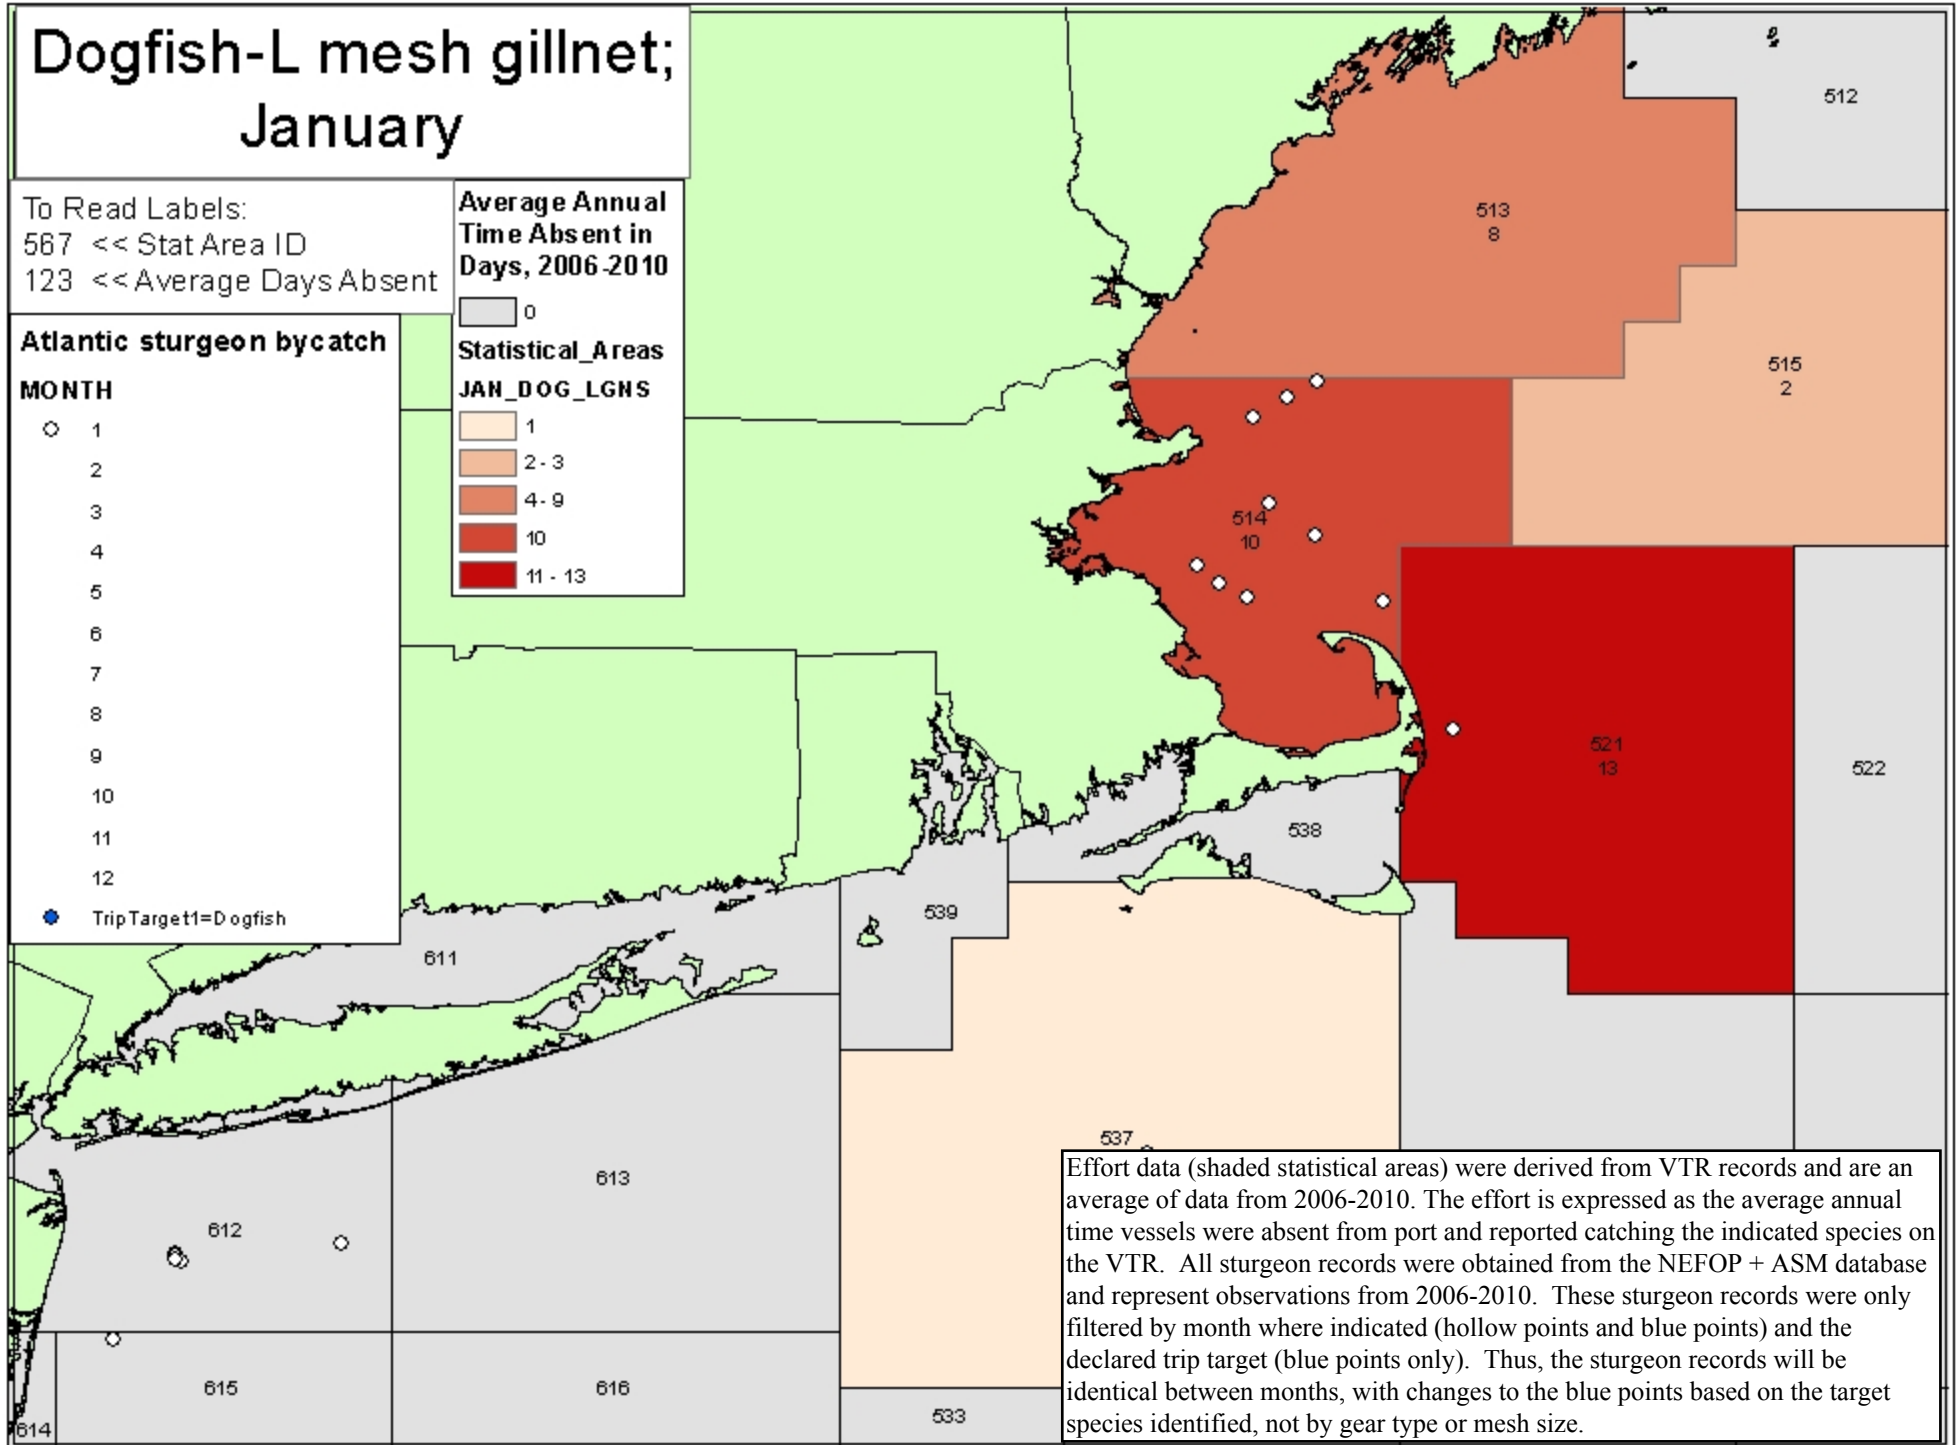 Dogfish-L mesh gillnet;
January
To Read Labels:
567 << Stat Area ID
123 << Average Days Absent
Average Annual
Time Absent in
Days, 2006-2010
0
Statistical_Areas
JAN_DOG_LGNS
1
2 - 3
4 - 9
10
11 - 13
Atlantic sturgeon bycatch
MONTH
1
2
3
4
5
6
7
8
9
10
11
12
TripTarget1=Dogfish
512
513
8
515
2
514
10
521
13
522
538
539
611
537
613
612
615
616
533
614
Effort data (shaded statistical areas) were derived from VTR records and are an
average of data from 2006-2010. The effort is expressed as the average annual
time vessels were absent from port and reported catching the indicated species on
the VTR.  All sturgeon records were obtained from the NEFOP + ASM database
and represent observations from 2006-2010.  These sturgeon records were only
filtered by month where indicated (hollow points and blue points) and the
declared trip target (blue points only).  Thus, the sturgeon records will be
identical between months, with changes to the blue points based on the target
species identified, not by gear type or mesh size.